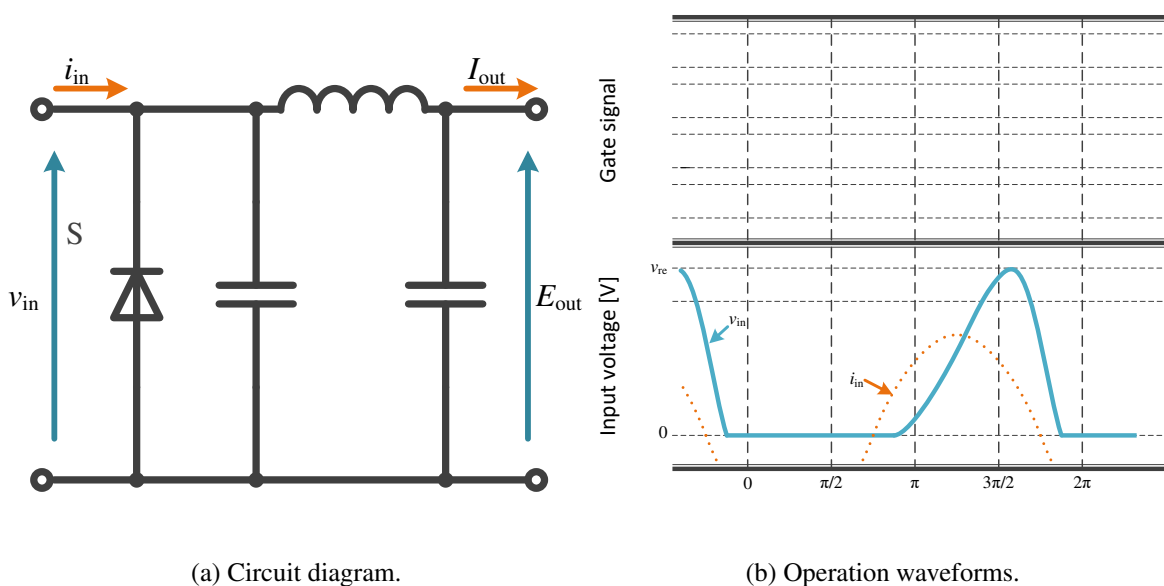 i_in
I_out
S
v_in
E_out
(a) Circuit diagram.
Gate signal
Input voltage [V]
v_re
v_in
i_in
0
0
π/2
π
3π/2
2π
(b) Operation waveforms.